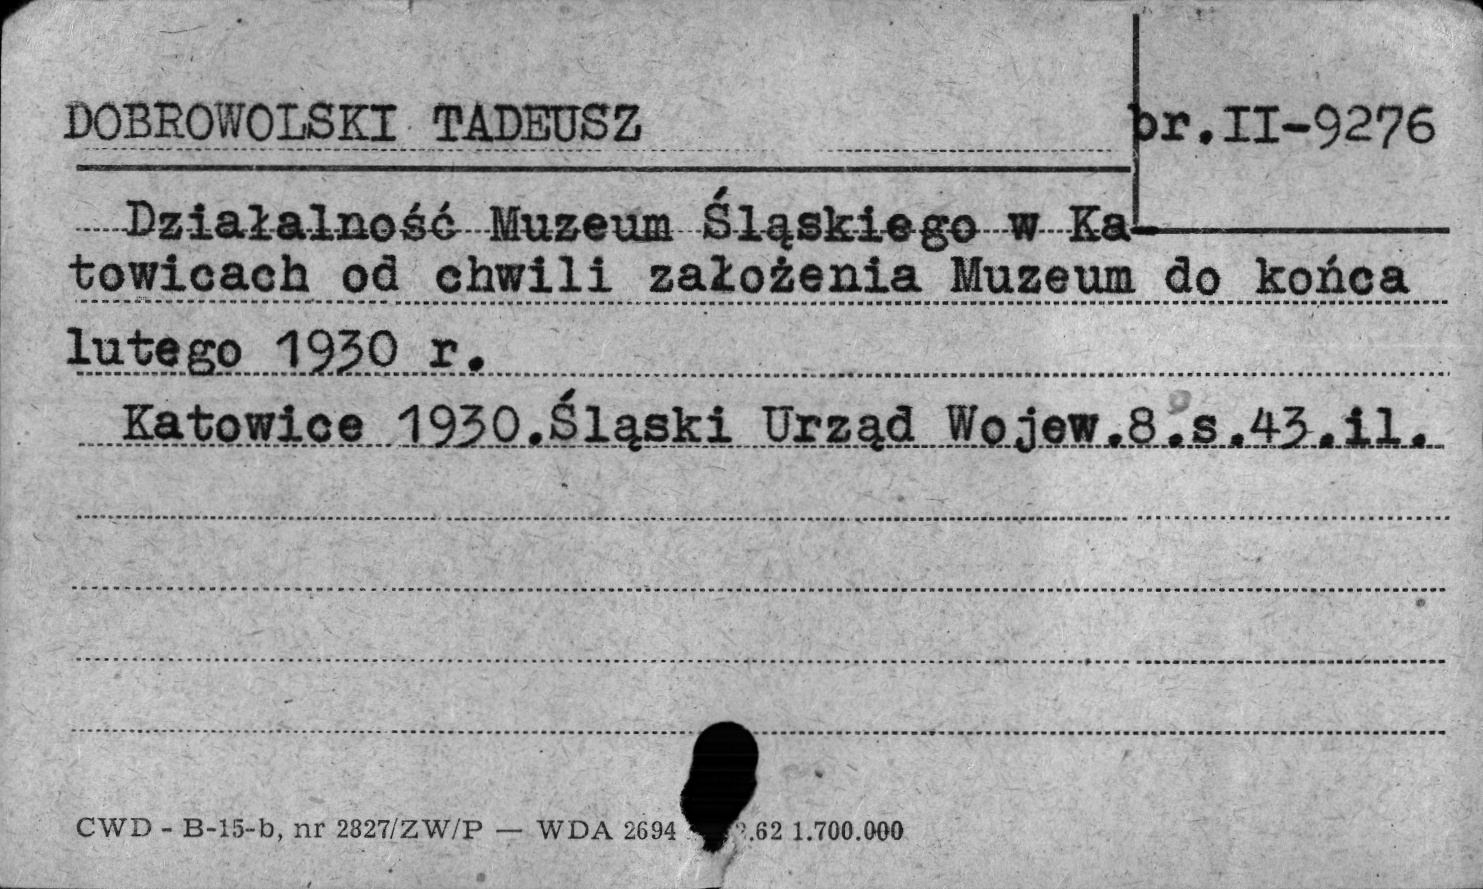 DOBROWOLSKI TADEUSZ
br.II-9276
Działalność Muzeum Śląskiego w Ka-
towicach od chwili założenia Muzeum do końca
lutego 1930 r.
Katowice 1930.Śląski Urząd Wojew.8°.s.43.il.
CWD - B-15-b, nr 2827/ZW/P — WDA 2694 .62 1.700.000